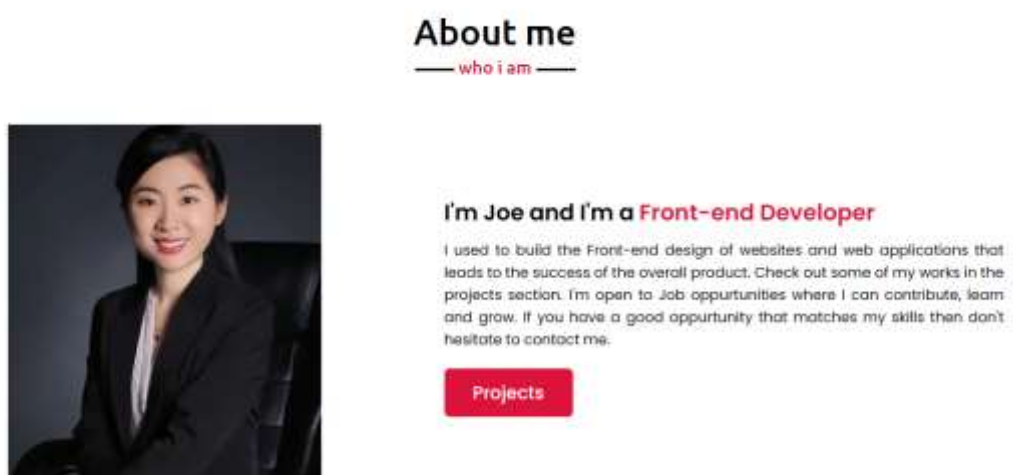 About me
who i am
I'm Joe and I'm a Front-end Developer
I used to build the Front-end design of websites and web applications that
leads to the success of the overall product. Check out some of my works in the
projects section. I'm open to Job oppurtunities where I can contribute, learn
and grow. If you have a good oppurtunity that matches my skills then don't
hesitate to contact me.
Projects